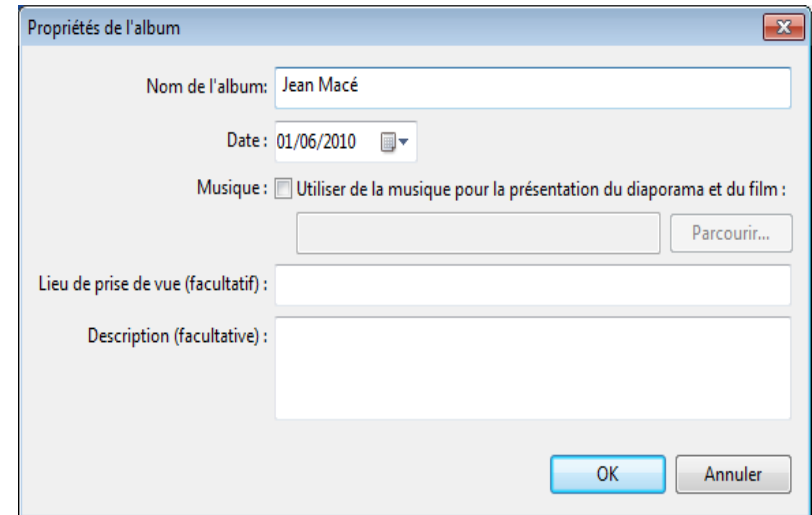 Propriétés de l'album
Nom de l'album: Jean Macé
Date : 01/06/2010
Musique : Utiliser de la musique pour la présentation du diaporama et du film :
Parcourir...
Lieu de prise de vue (facultatif) :
Description (facultative) :
OK Annuler